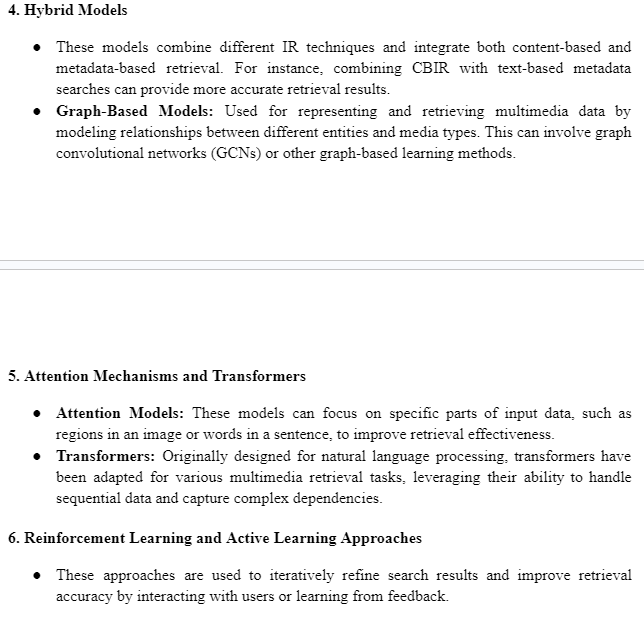 4. Hybrid Models
● These models combine different IR techniques and integrate both content-based and
metadata-based retrieval. For instance, combining CBIR with text-based metadata
searches can provide more accurate retrieval results.
● Graph-Based Models: Used for representing and retrieving multimedia data by
modeling relationships between different entities and media types. This can involve graph
convolutional networks (GCNs) or other graph-based learning methods.
5. Attention Mechanisms and Transformers
● Attention Models: These models can focus on specific parts of input data, such as
regions in an image or words in a sentence, to improve retrieval effectiveness.
● Transformers: Originally designed for natural language processing, transformers have
been adapted for various multimedia retrieval tasks, leveraging their ability to handle
sequential data and capture complex dependencies.
6. Reinforcement Learning and Active Learning Approaches
● These approaches are used to iteratively refine search results and improve retrieval
accuracy by interacting with users or learning from feedback.